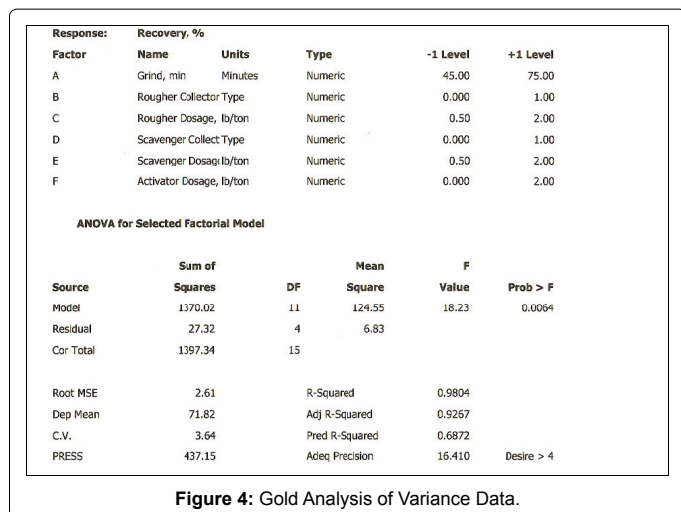 Response: Recovery, %
Factor Name Units Type -1 Level +1 Level
A Grind, min Minutes Numeric 45.00 75.00
B Rougher Collector Type Numeric 0.000 1.00
C Rougher Dosage, lb/ton Numeric 0.50 2.00
D Scavenger Collect Type Numeric 0.000 1.00
E Scavenger Dosag lb/ton Numeric 0.50 2.00
F Activator Dosage, lb/ton Numeric 0.000 2.00
ANOVA for Selected Factorial Model
Sum of Mean F
Source Squares DF Square Value Prob > F
Model 1370.02 11 124.55 18.23 0.0064
Residual 27.32 4 6.83
Cor Total 1397.34 15
Root MSE 2.61 R-Squared 0.9804
Dep Mean 71.82 Adj R-Squared 0.9267
C.V. 3.64 Pred R-Squared 0.6872
PRESS 437.15 Adeq Precision 16.410 Desire > 4
Figure 4: Gold Analysis of Variance Data.